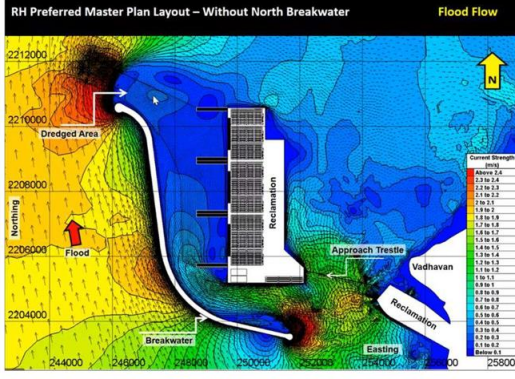 RH Preferred Master Plan Layout – Without North Breakwater
Flood Flow
2212000
N
Dredged Area
2210000
Current Strength
(m/s)
Above 2.4
2.3 to 2.4
2.2 to 2.3
2.1 to 2.2
2 to 2.1
1.9 to 2
1.8 to 1.9
1.7 to 1.8
1.6 to 1.7
1.5 to 1.6
1.4 to 1.5
1.3 to 1.4
1.2 to 1.3
1.1 to 1.2
1 to 1.1
0.9 to 1
0.8 to 0.9
0.7 to 0.8
0.6 to 0.7
0.5 to 0.6
0.4 to 0.5
0.3 to 0.4
0.2 to 0.3
0.1 to 0.2
Below 0.1
2208000
Northing
Reclamation
Flood
2206000
Approach Trestle
Vadhavan
Reclamation
2204000
Breakwater
Easting
244000
246000
248000
250000
252000
254000
256000
25800